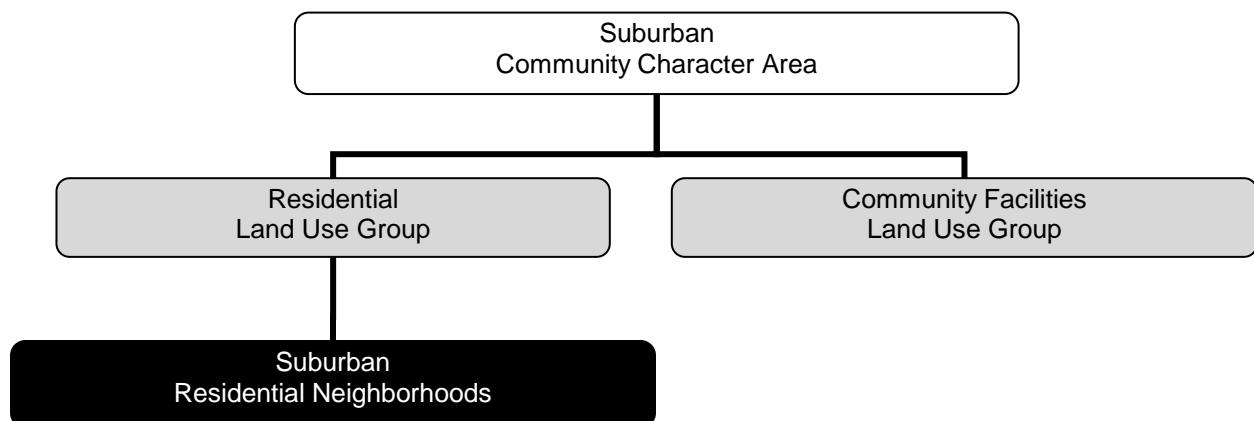 Suburban
Community Character Area
Residential
Land Use Group
Community Facilities
Land Use Group
Suburban
Residential Neighborhoods